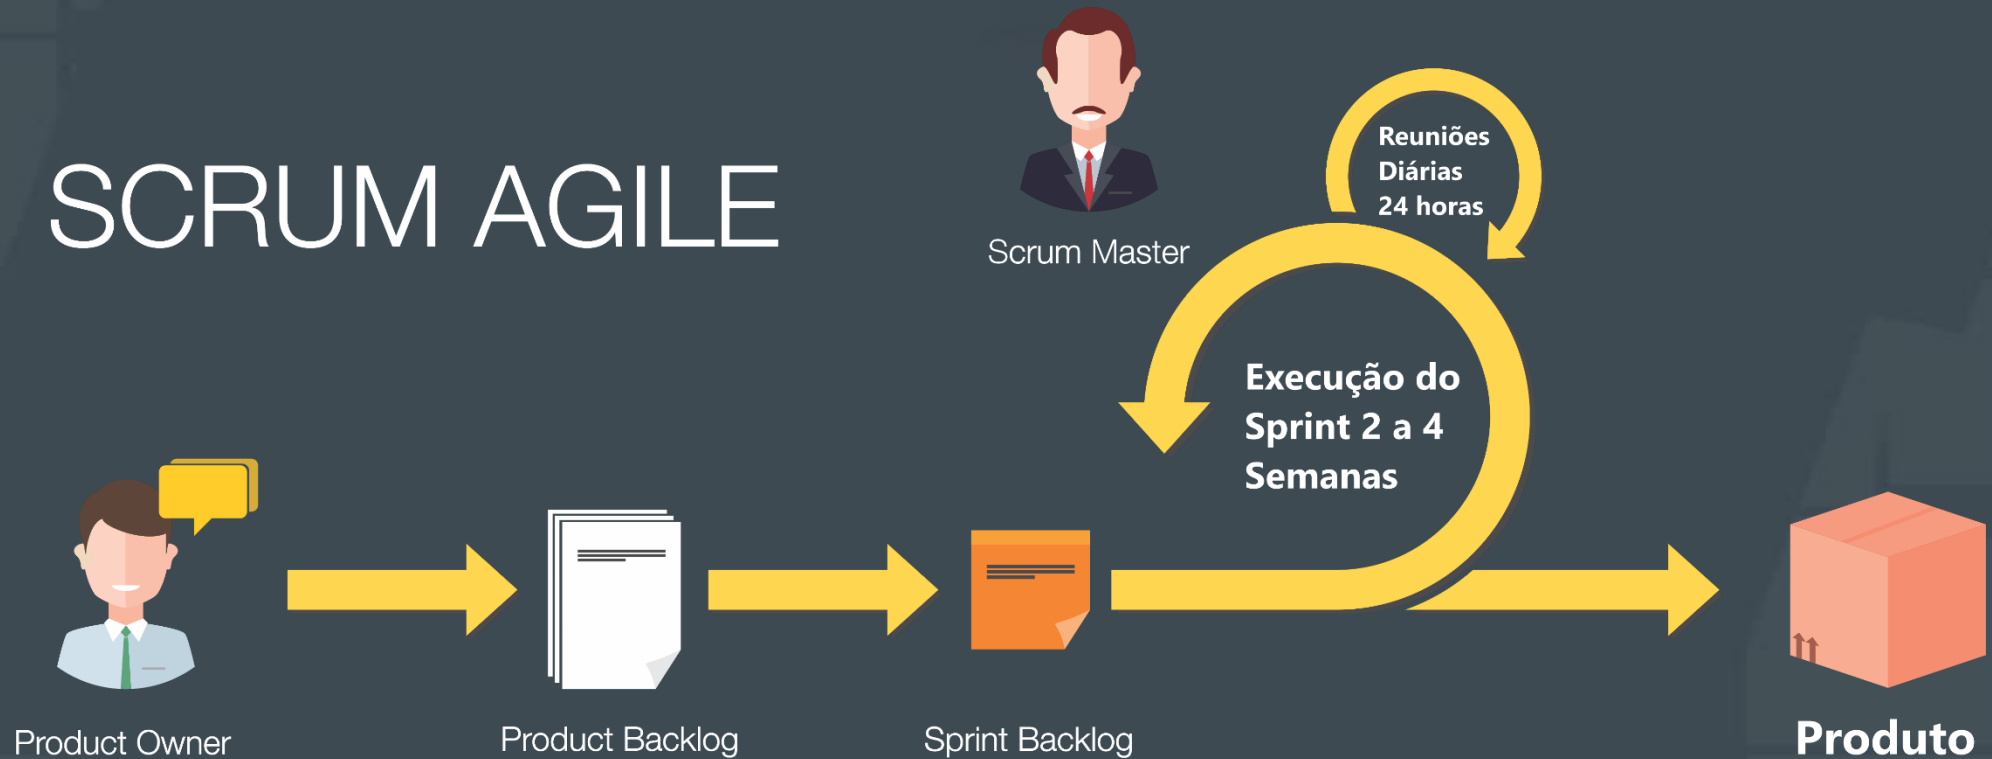 SCRUM AGILE
Scrum Master
Reuniões
Diárias
24 horas
Execução do
Sprint 2 a 4
Semanas
Product Owner
Product Backlog
Sprint Backlog
Produto